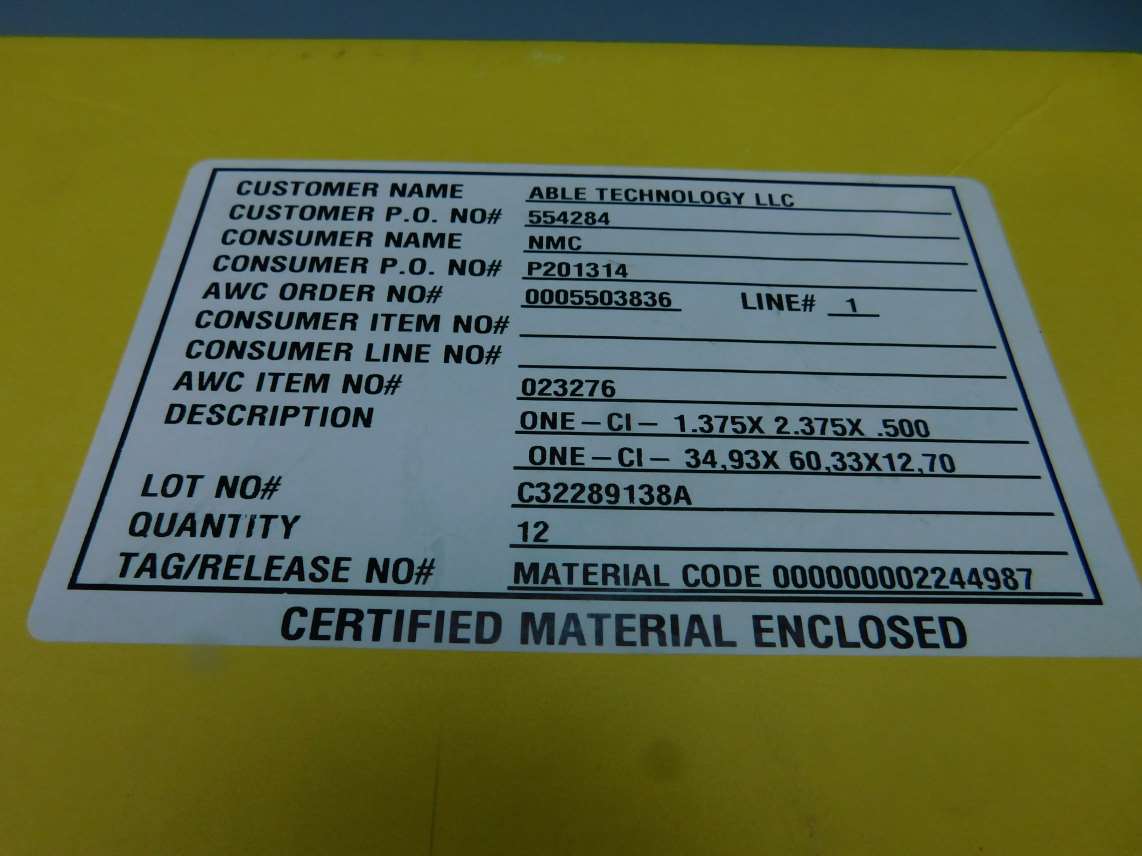 CUSTOMER NAME ABLE TECHNOLOGY LLC
CUSTOMER P.O. NO# 554284
CONSUMER NAME NMC
CONSUMER P.O. NO# P201314
AWC ORDER NO# 0005503836 LINE# 1
CONSUMER ITEM NO#
CONSUMER LINE NO#
AWC ITEM NO# 023276
DESCRIPTION ONE-CI- 1.375X 2.375X .500
ONE-CI- 34,93X 60,33X12,70
LOT NO# C32289138A
QUANTITY 12
TAG/RELEASE NO# MATERIAL CODE 000000002244987
CERTIFIED MATERIAL ENCLOSED